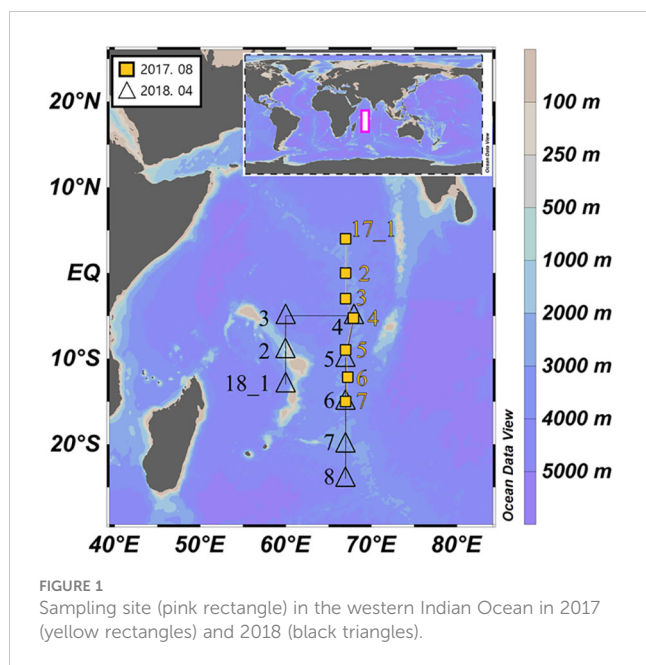 2017. 08
2018. 04
20°N
10°N
EQ
10°S
20°S
40°E 50°E 60°E 70°E 80°E
17_1
2
3
4
5
6
7
3
2
18_1
4
5
6
7
8
Ocean Data View
Ocean Data View
100 m
250 m
500 m
1000 m
2000 m
3000 m
4000 m
5000 m
FIGURE 1
Sampling site (pink rectangle) in the western Indian Ocean in 2017
(yellow rectangles) and 2018 (black triangles).